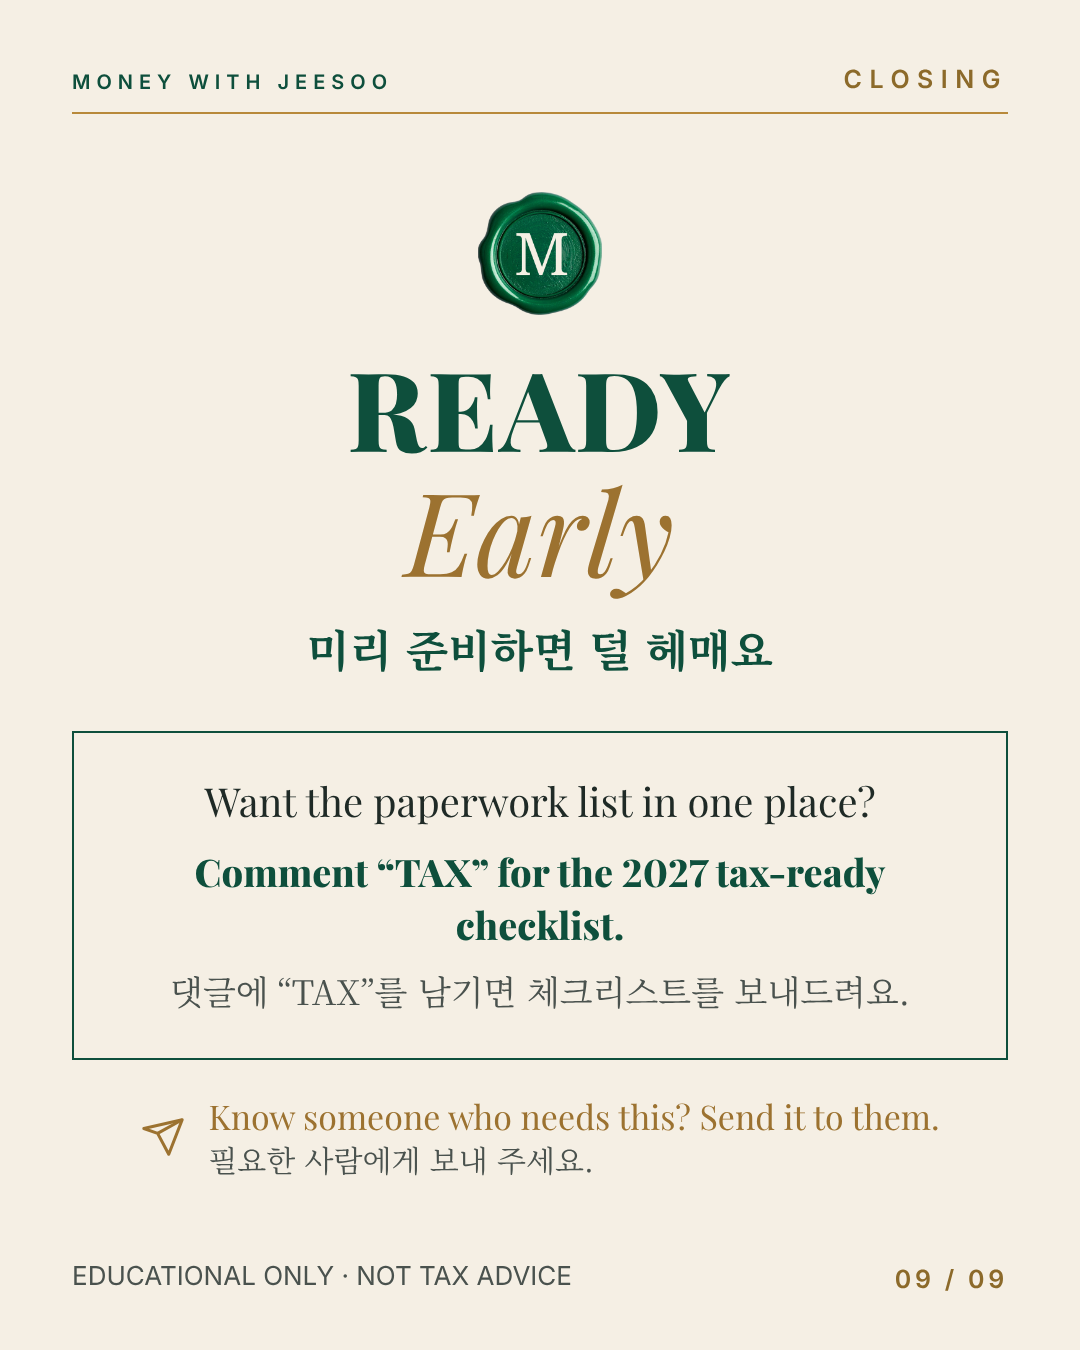 MONEY WITH JEESOO
CLOSING
M
READY
Early
미리 준비하면 덜 헤매요
Want the paperwork list in one place?
Comment “TAX” for the 2027 tax-ready
checklist.
댓글에 “TAX”를 남기면 체크리스트를 보내드려요.
Know someone who needs this? Send it to them.
필요한 사람에게 보내 주세요.
EDUCATIONAL ONLY · NOT TAX ADVICE
09 / 09